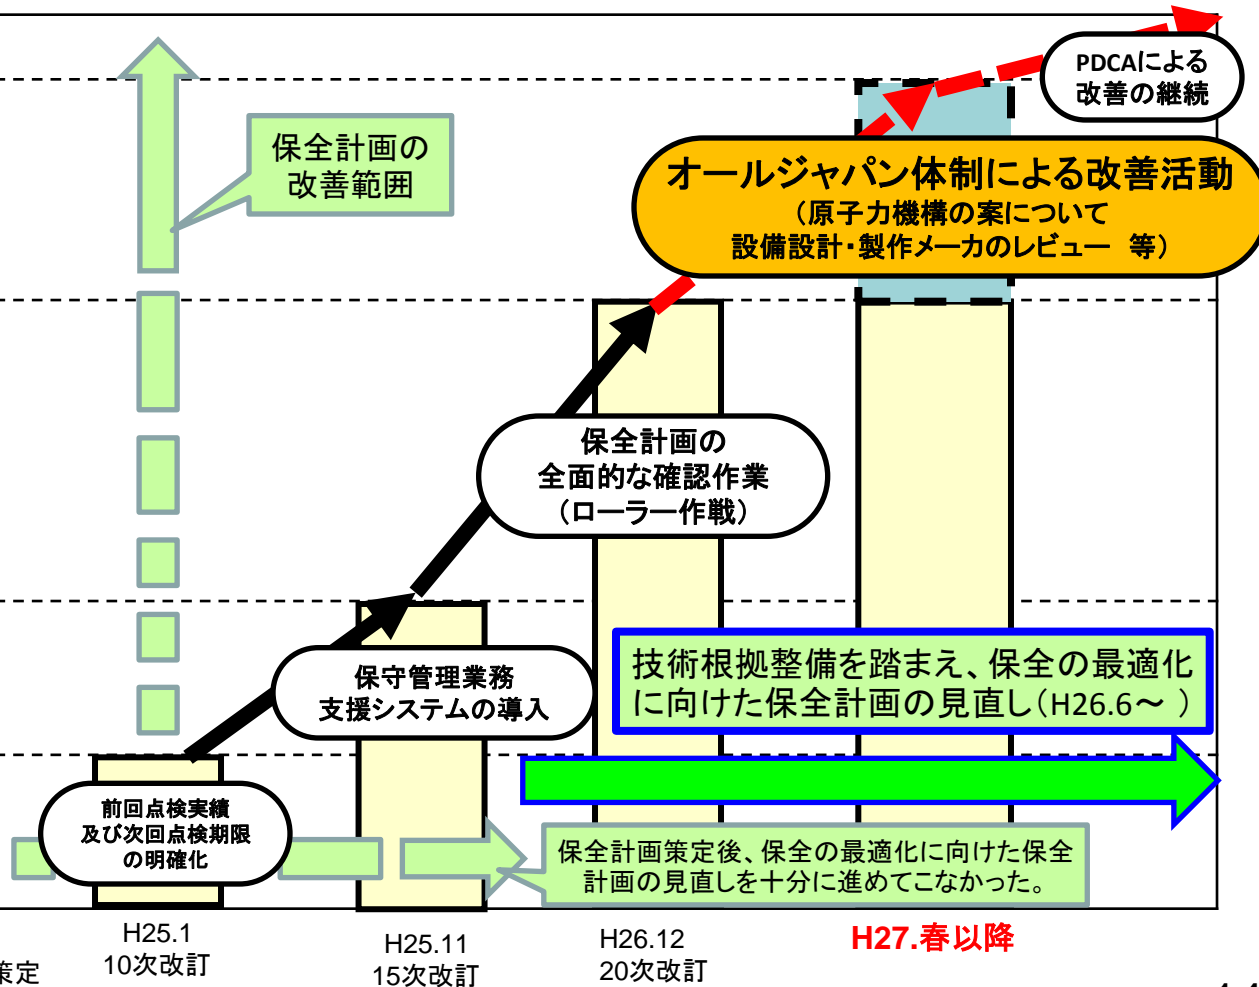 PDCAによる
改善の継続
保全計画の
改善範囲
オールジャパン体制による改善活動
（原子力機構の案について
設備設計・製作メーカのレビュー　等）
保全計画の
全面的な確認作業
（ローラー作戦）
保守管理業務
支援システムの導入
技術根拠整備を踏まえ、保全の最適化
に向けた保全計画の見直し（H26.6～ ）
前回点検実績
及び次回点検期限
の明確化
保全計画策定後、保全の最適化に向けた保全
計画の見直しを十分に進めてこなかった。
H25.1
10次改訂
H25.11
15次改訂
H26.12
20次改訂
H27.春以降
策定